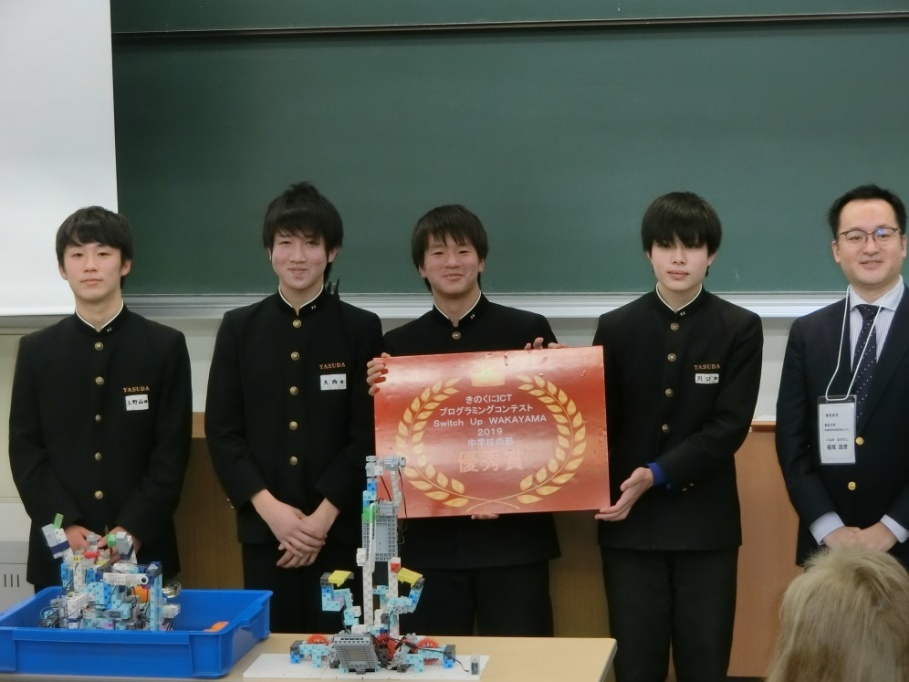 きのくにICT
プログラミングコンテスト
Switch Up WAKAYAMA
2019
中学校の部
優秀賞
YASUDA
YASUDA
YASUDA